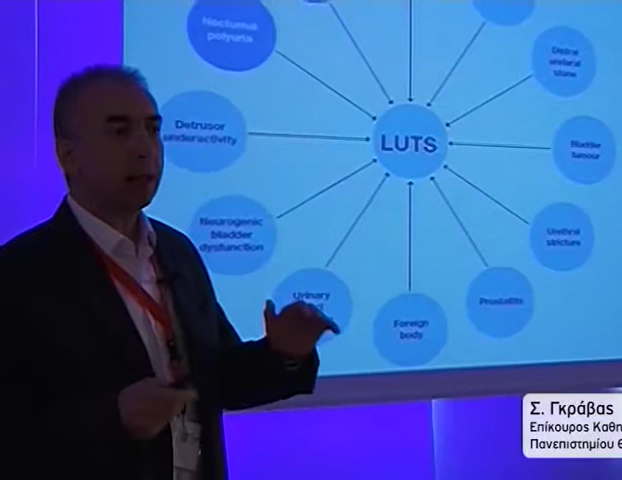 Nocturnal
polyuria
Distal
ureteral
stone
Detrusor
underactivity
LUTS
Bladder
tumour
Neurogenic
bladder
dysfunction
Urethral
stricture
Urinary
Foreign
body
Prostatitis
Σ. Γκράβας
Επίκουρος Καθη
Πανεπιστημίου Θ